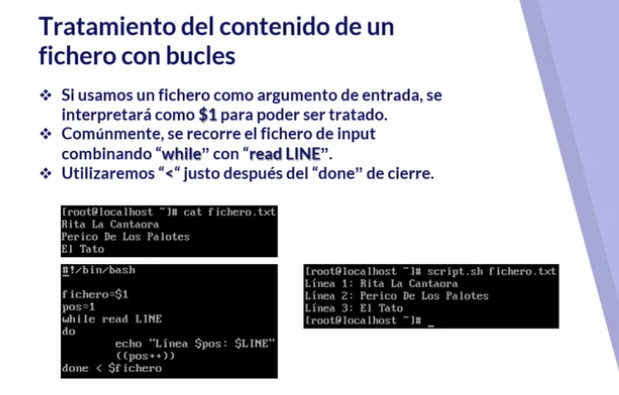 Tratamiento del contenido de un
fichero con bucles
❖ Si usamos un fichero como argumento de entrada, se
interpretará como $1 para poder ser tratado.
❖ Comúnmente, se recorre el fichero de input
combinando “while” con “read LINE”.
❖ Utilizaremos “<“ justo después del “done” de cierre.
[root@localhost ~]# cat fichero.txt
Rita La Cantaora
Perico De Los Palotes
El Tato
#!/bin/bash
fichero=$1
pos=1
while read LINE
do
echo "Línea $pos: $LINE"
((pos++))
done < $fichero
[root@localhost ~]# script.sh fichero.txt
Línea 1: Rita La Cantaora
Línea 2: Perico De Los Palotes
Línea 3: El Tato
[root@localhost ~]# _